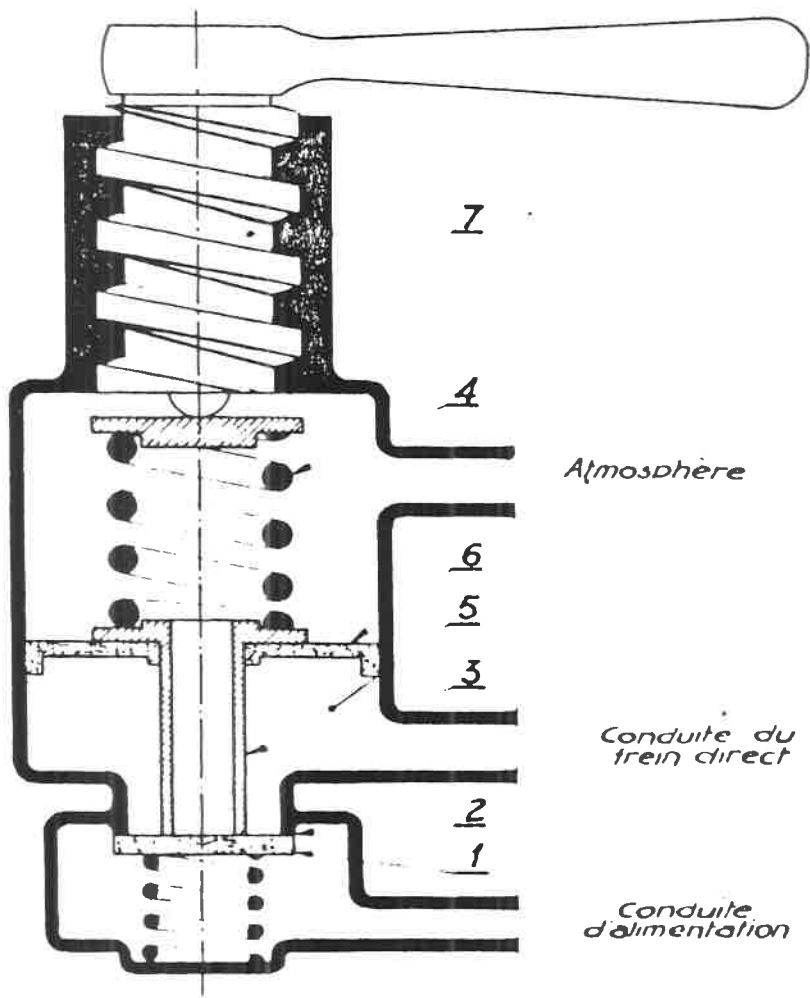 7
4
Atmosphère
6
5
3
Conduite du
frein direct
2
1
Conduite
d'alimentation